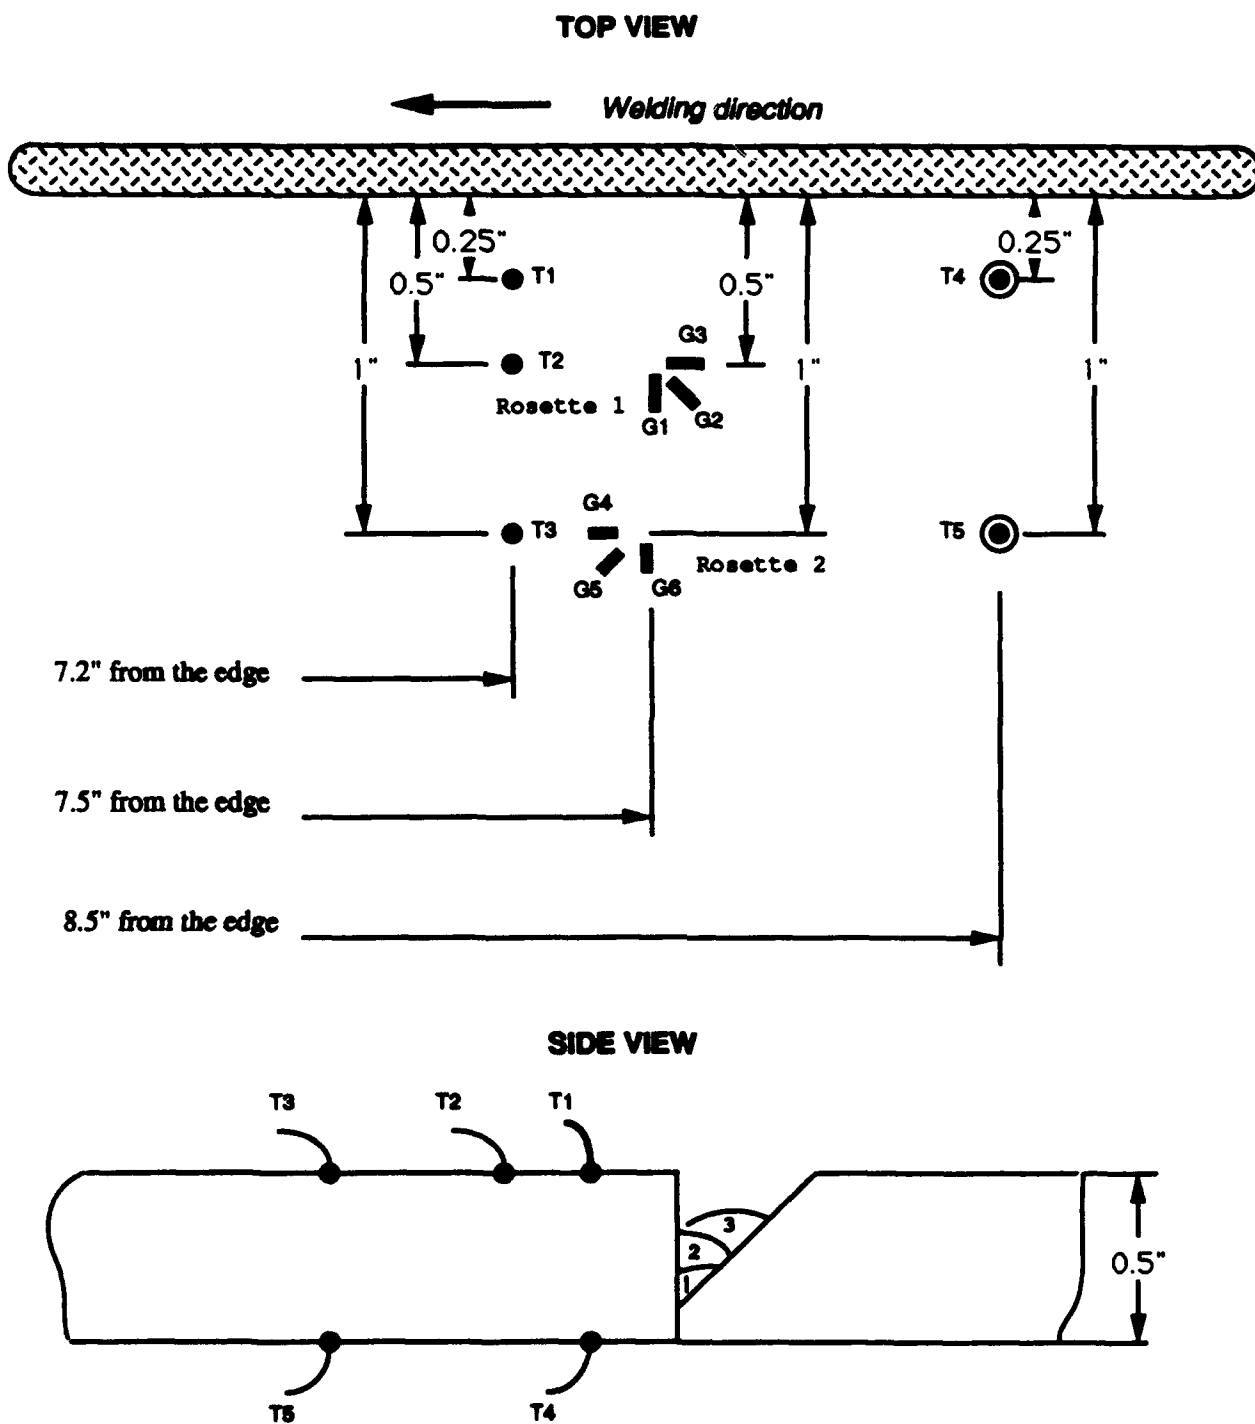 TOP VIEW
Welding direction
0.25"
0.25"
T1
T4
0.5"
0.5"
G3
T2
1"
1"
1"
Rosette 1
G1
G2
G4
T3
T5
Rosette 2
G5
G6
7.2" from the edge
7.5" from the edge
8.5" from the edge
SIDE VIEW
T3
T2
T1
3
2
1
0.5"
T5
T4